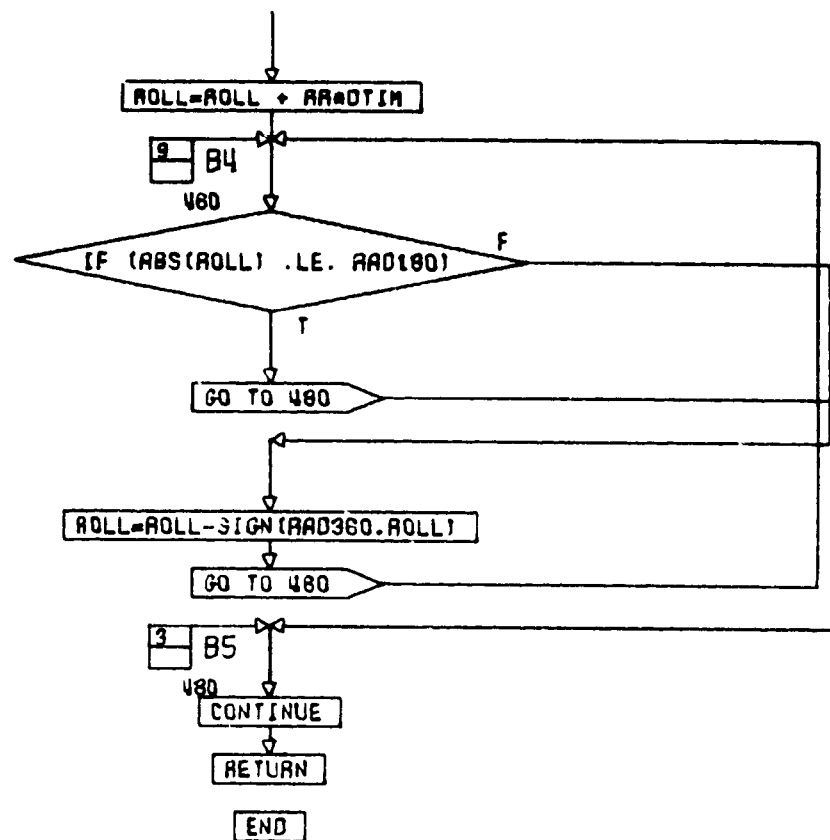 ROLL=ROLL + RR*DTIM
9
B4
460
IF (ABS(ROLL) .LE. RAD180)
F
T
GO TO 480
ROLL=ROLL-SIGN(RAD360.ROLL)
GO TO 460
3
B5
480
CONTINUE
RETURN
END